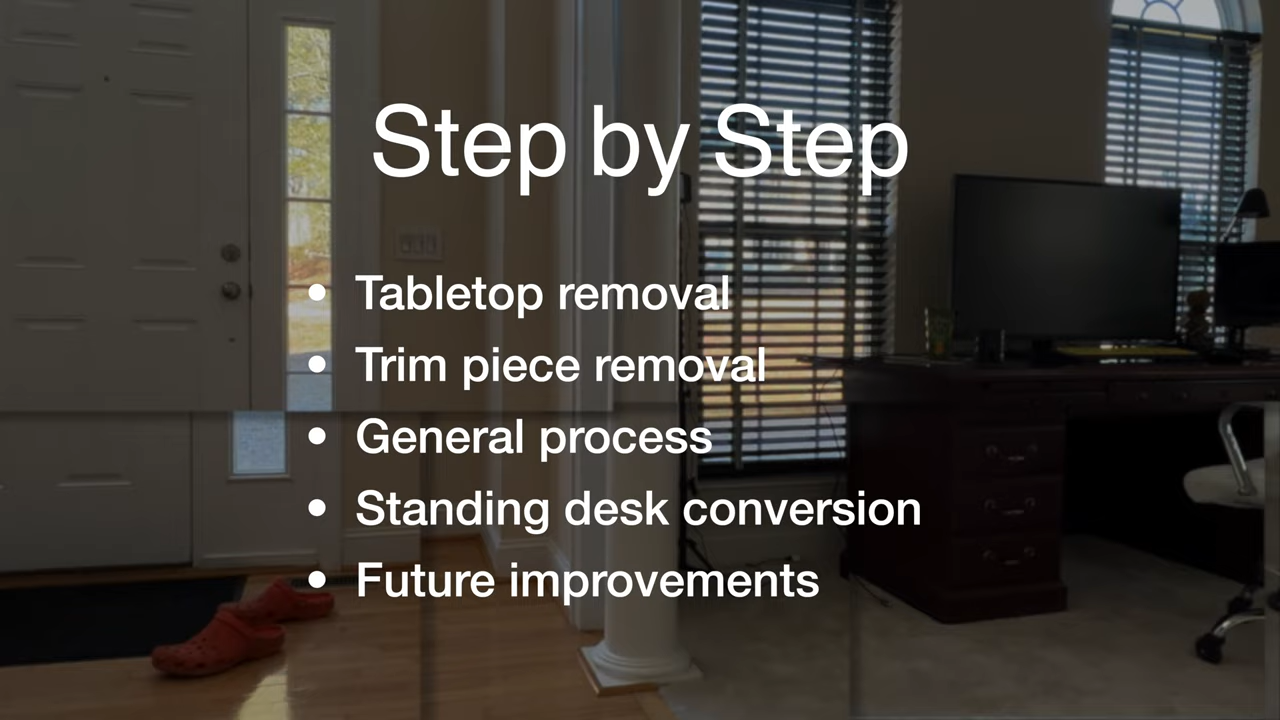 Step by Step
• Tabletop removal
• Trim piece removal
• General process
• Standing desk conversion
• Future improvements